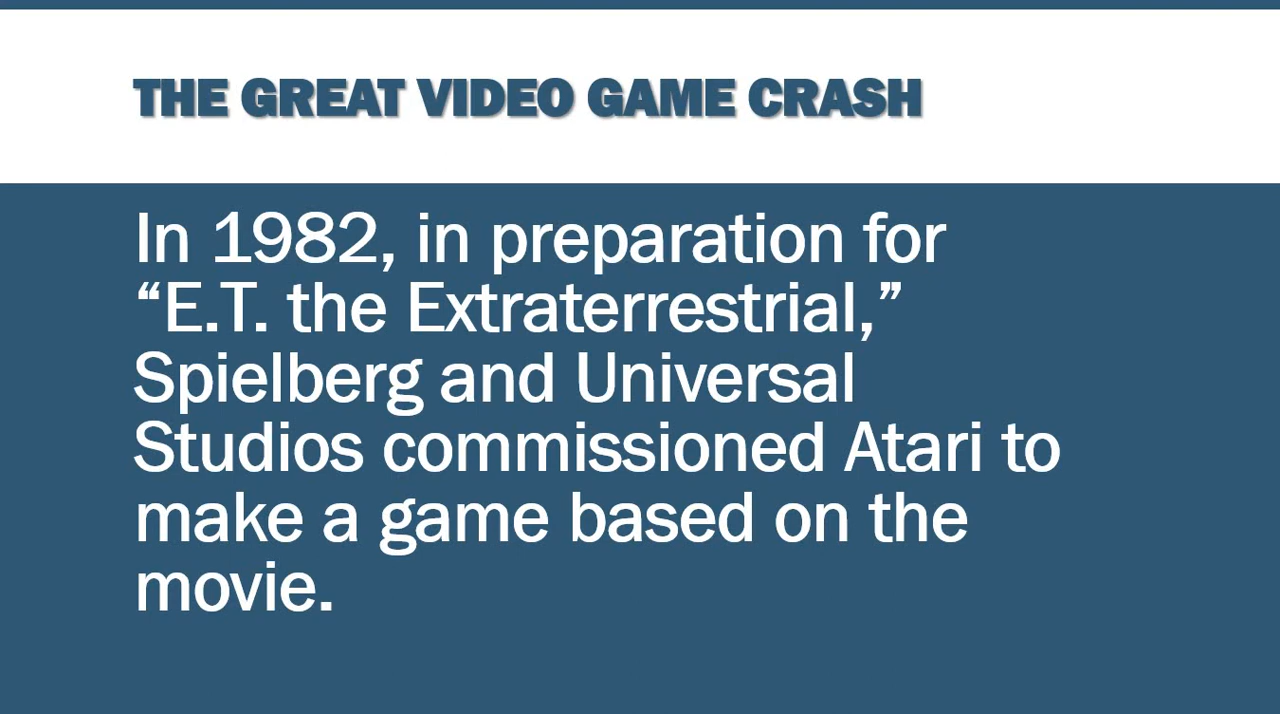 THE GREAT VIDEO GAME CRASH
In 1982, in preparation for
“E.T. the Extraterrestrial,”
Spielberg and Universal
Studios commissioned Atari to
make a game based on the
movie.